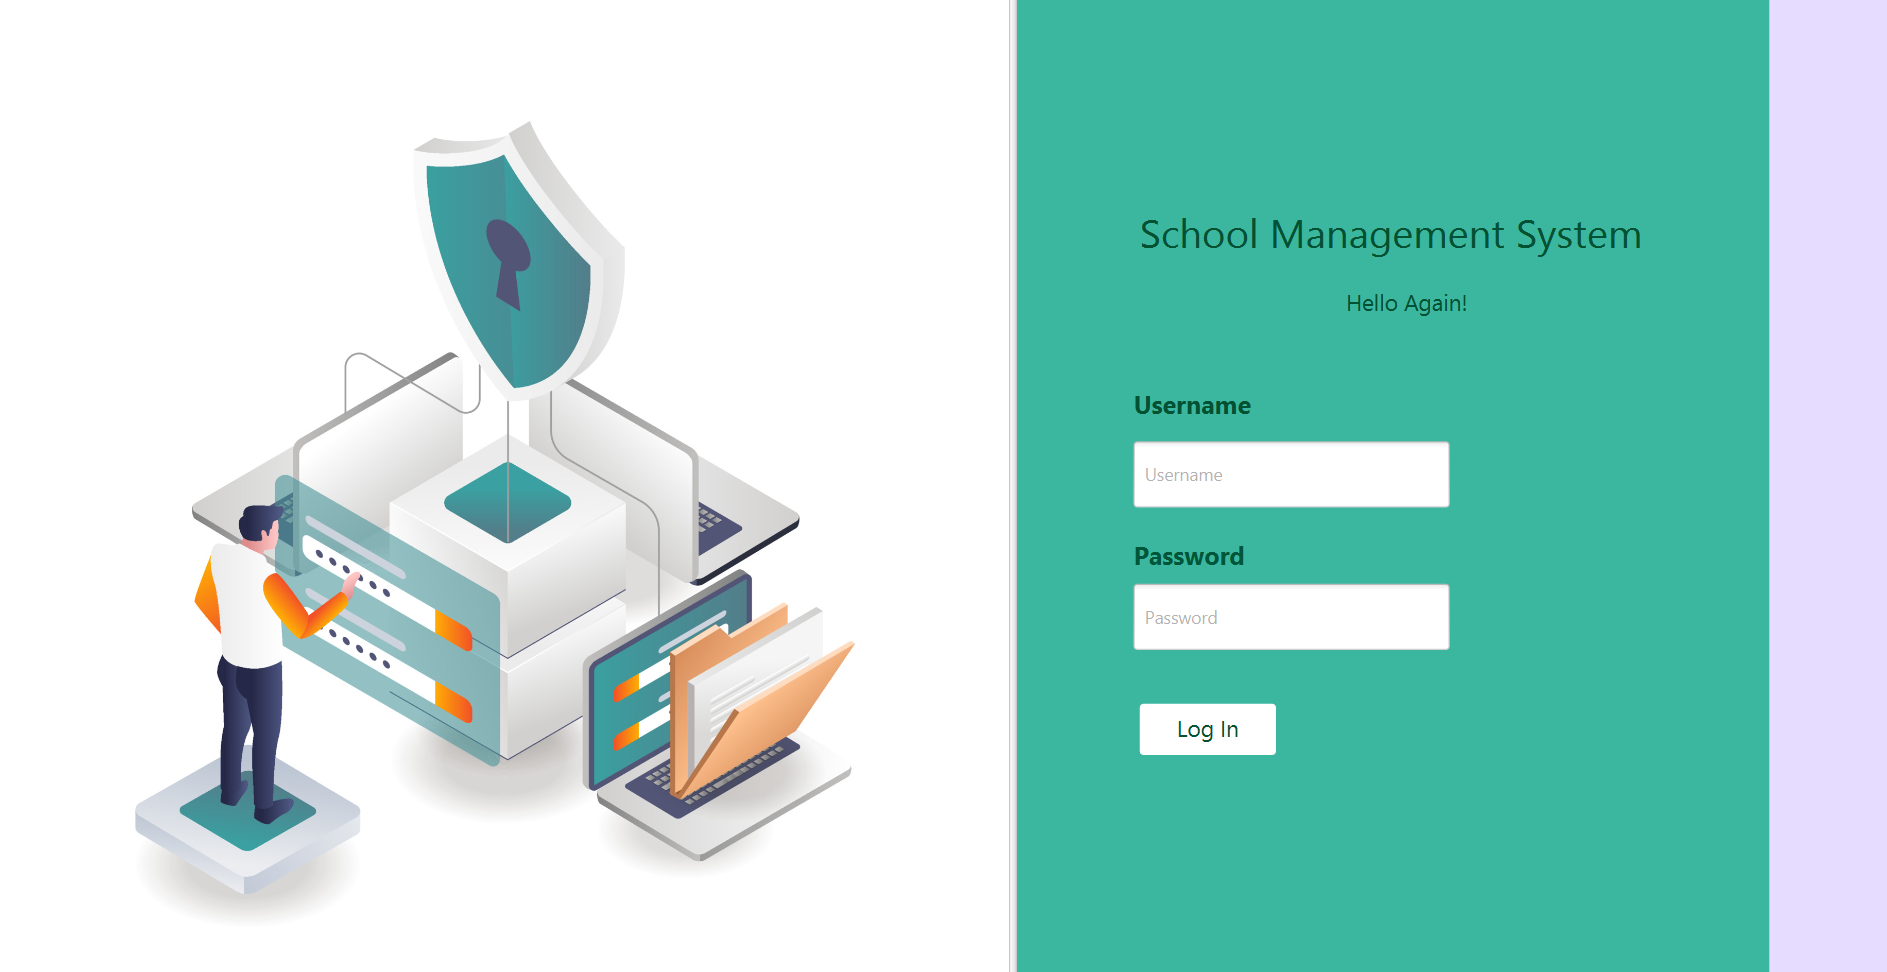 School Management System
Hello Again!
Username
Username
Password
Password
Log In